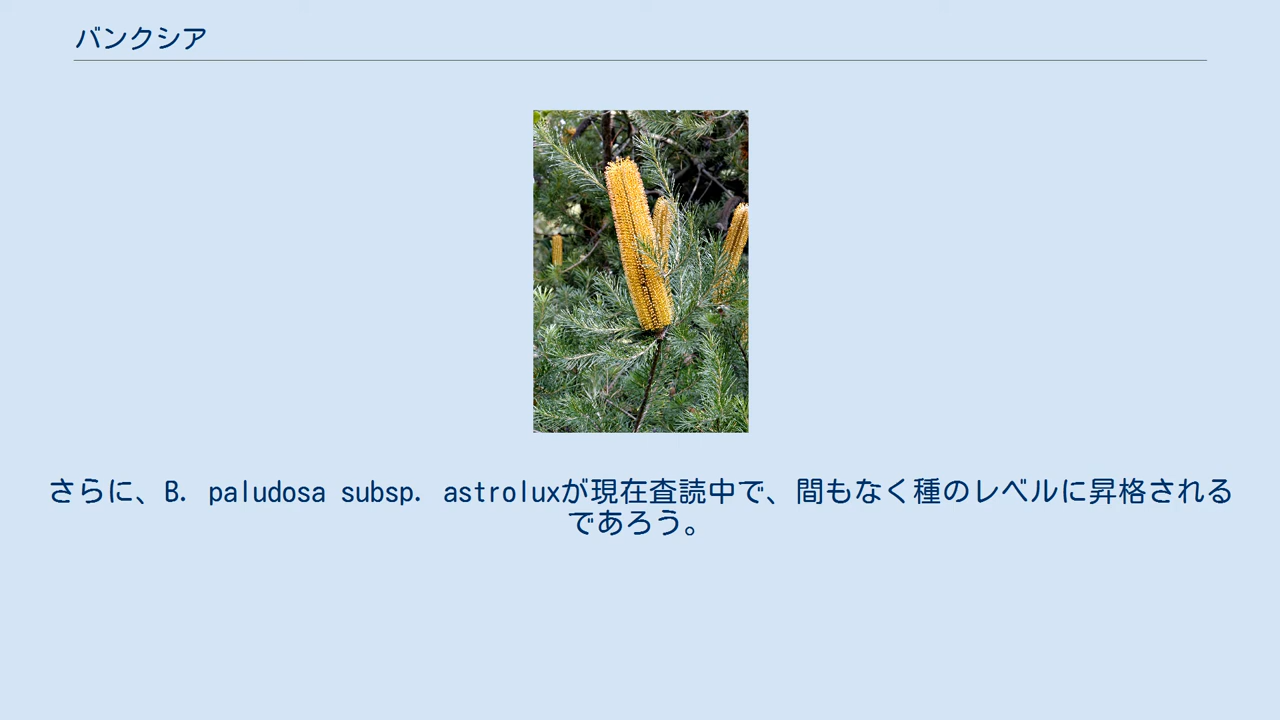 バンクシア
さらに、B. paludosa subsp. astroluxが現在査読中で、間もなく種のレベルに昇格される
であろう。